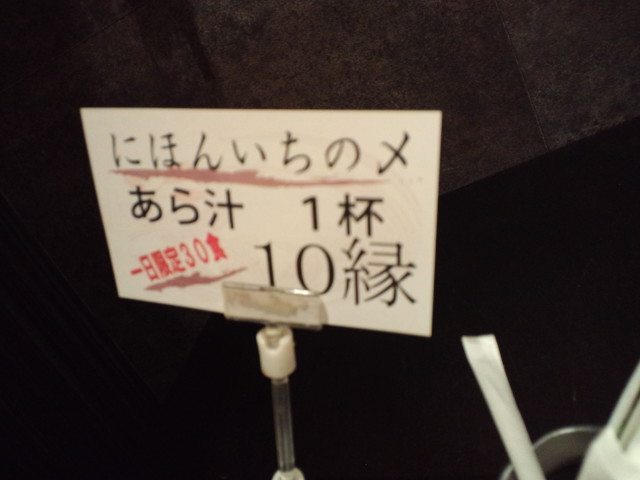 にほんいちの〆
あら汁 1杯
一日限定30食
10縁